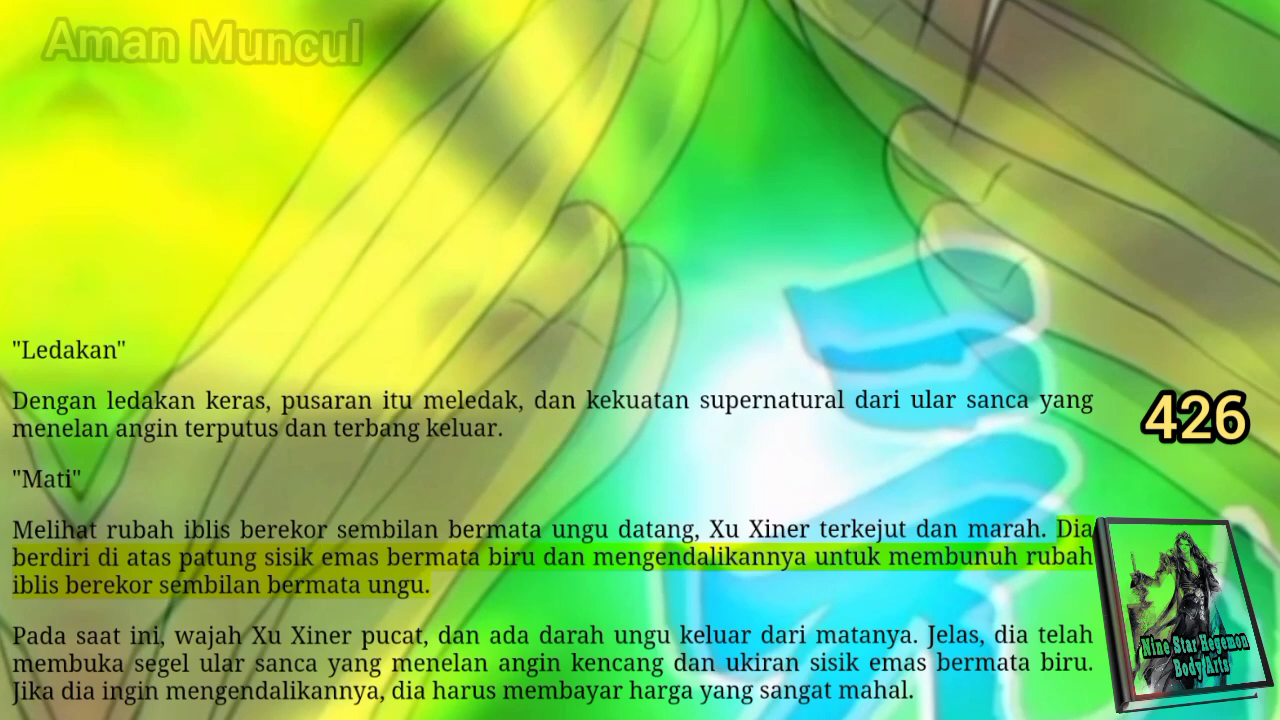 Aman Muncul
"Ledakan"
Dengan ledakan keras, pusaran itu meledak, dan kekuatan supernatural dari ular sanca yang
menelan angin terputus dan terbang keluar.
426
"Mati"
Melihat rubah iblis berekor sembilan bermata ungu datang, Xu Xiner terkejut dan marah. Dia
berdiri di atas patung sisik emas bermata biru dan mengendalikannya untuk membunuh rubah
iblis berekor sembilan bermata ungu.
Pada saat ini, wajah Xu Xiner pucat, dan ada darah ungu keluar dari matanya. Jelas, dia telah
membuka segel ular sanca yang menelan angin kencang dan ukiran sisik emas bermata biru.
Jika dia ingin mengendalikannya, dia harus membayar harga yang sangat mahal.
Nine Star Hegemon
Body Arts